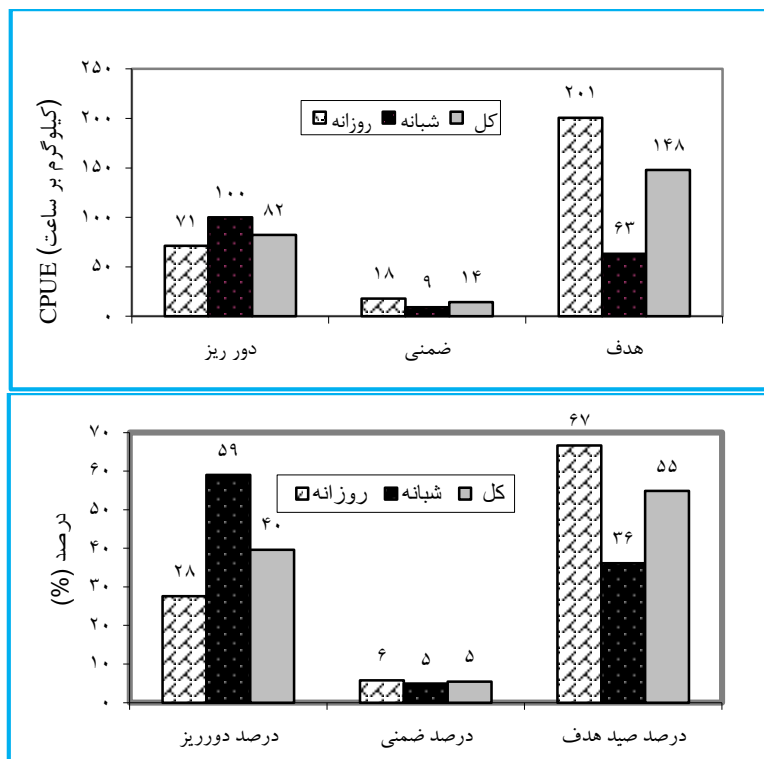 CPUE (کیلوگرم بر ساعت)
۲۵۰
۲۰۰
۱۵۰
۱۰۰
۵۰
۰
روزانه شبانه کل
۷۱ ۱۰۰ ۸۲
۱۸ ۹ ۱۴
۲۰۱ ۶۳ ۱۴۸
دور ریز ضمنی هدف
درصد (%)
۷۰
۶۰
۵۰
۴۰
۳۰
۲۰
۱۰
۰
روزانه شبانه کل
۲۸ ۵۹ ۴۰
۶ ۵ ۵
۶۷ ۳۶ ۵۵
درصد دورریز درصد ضمنی درصد صید هدف